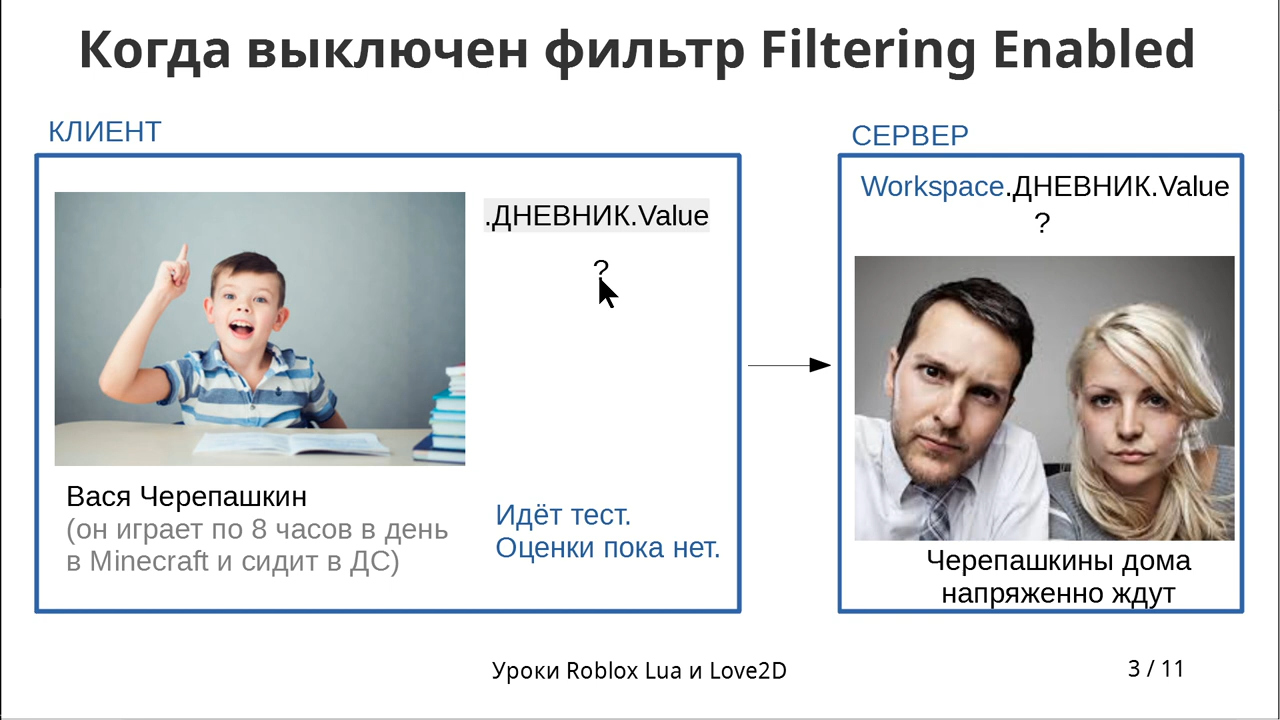 Когда выключен фильтр Filtering Enabled
КЛИЕНТ
.ДНЕВНИК.Value
?
Вася Черепашкин
(он играет по 8 часов в день
в Minecraft и сидит в ДС)
Идёт тест.
Оценки пока нет.
СЕРВЕР
Workspace.ДНЕВНИК.Value
?
Черепашкины дома
напряженно ждут
Уроки Roblox Lua и Love2D
3 / 11